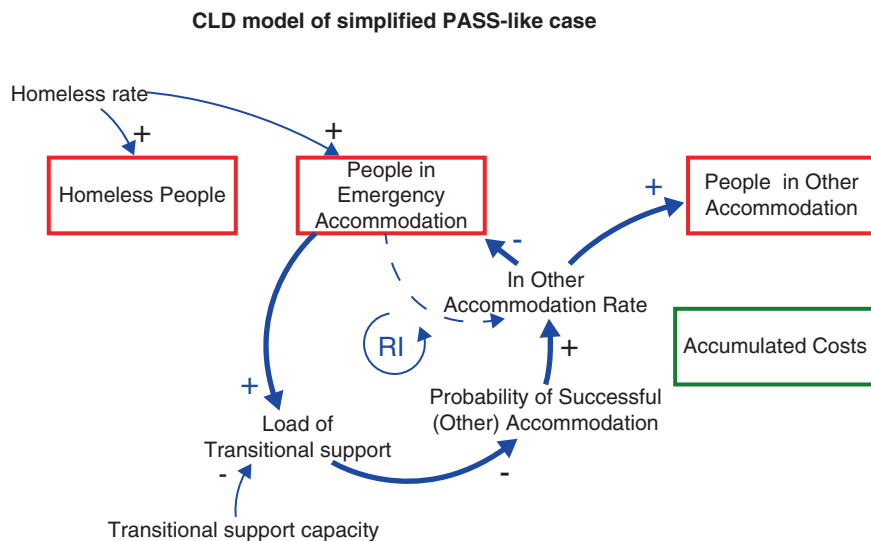 CLD model of simplified PASS-like case
Homeless rate
+
+
Homeless People
People in
Emergency
Accommodation
+
People in Other
Accommodation
-
In Other
Accommodation Rate
RI
+
Accumulated Costs
+
Probability of Successful
(Other) Accommodation
Load of
Transitional support
-
-
Transitional support capacity